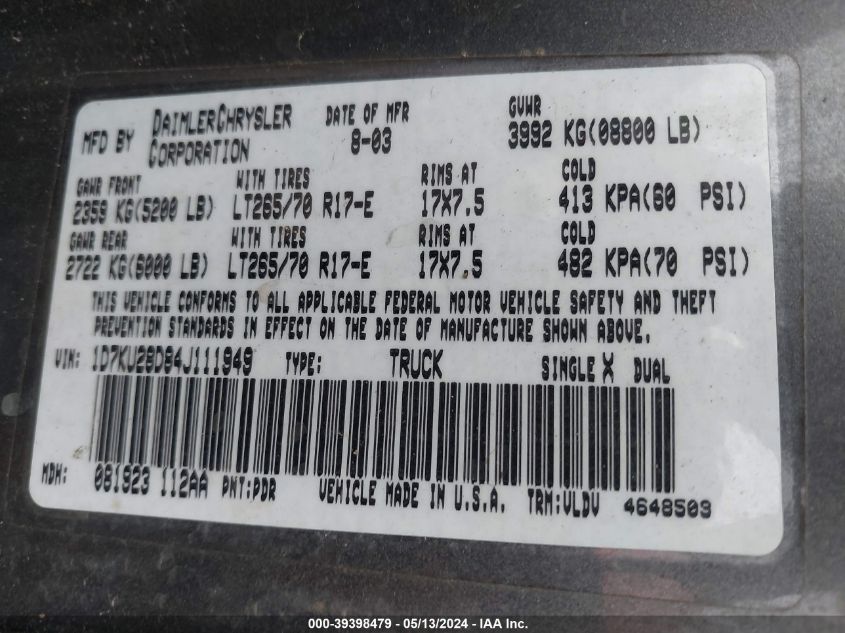 MFD BY DAIMLERCHRYSLER CORPORATION DATE OF MFR 8-03 GVWR 3992 KG(08800 LB)
GAWR FRONT WITH TIRES RIMS AT COLD
2359 KG(5200 LB) LT265/70 R17-E 17X7.5 413 KPA(60 PSI)
GAWR REAR WITH TIRES RIMS AT COLD
2722 KG(6000 LB) LT265/70 R17-E 17X7.5 482 KPA(70 PSI)
THIS VEHICLE CONFORMS TO ALL APPLICABLE FEDERAL MOTOR VEHICLE SAFETY AND THEFT
PREVENTION STANDARDS IN EFFECT ON THE DATE OF MANUFACTURE SHOWN ABOVE.
VIN: 1D7KU28D84J111949 TYPE: TRUCK SINGLE X DUAL
MDH: 081923 112AA PNT:PDR VEHICLE MADE IN U.S.A. TRM:VLDV 4648509
000-39398479 - 05/13/2024 - IAA Inc.